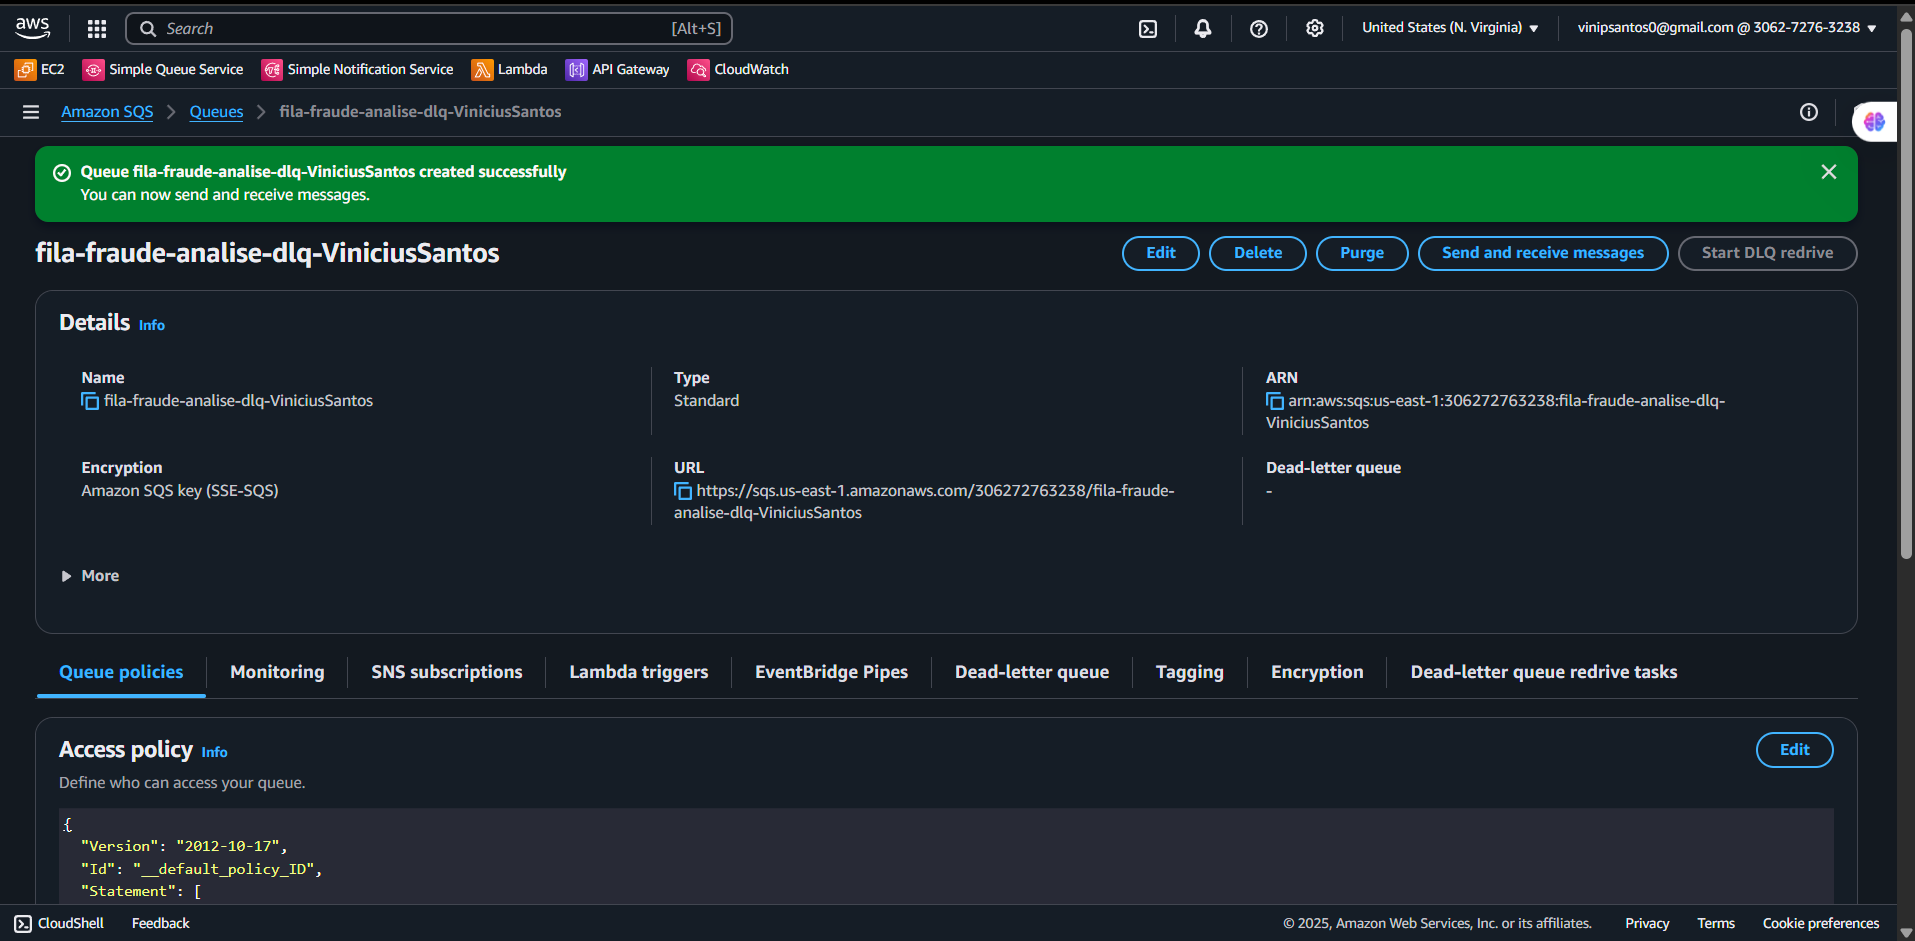 aws
Search [Alt+S]
United States (N. Virginia)
vinipsantos0@gmail.com @ 3062-7276-3238
EC2
Simple Queue Service
Simple Notification Service
Lambda
API Gateway
CloudWatch
Amazon SQS
Queues
fila-fraude-analise-dlq-ViniciusSantos
Queue fila-fraude-analise-dlq-ViniciusSantos created successfully
You can now send and receive messages.
fila-fraude-analise-dlq-ViniciusSantos
Edit
Delete
Purge
Send and receive messages
Start DLQ redrive
Details Info
Name
fila-fraude-analise-dlq-ViniciusSantos
Type
Standard
ARN
arn:aws:sqs:us-east-1:306272763238:fila-fraude-analise-dlq-
ViniciusSantos
Encryption
Amazon SQS key (SSE-SQS)
URL
https://sqs.us-east-1.amazonaws.com/306272763238/fila-fraude-
analise-dlq-ViniciusSantos
Dead-letter queue
-
More
Queue policies
Monitoring
SNS subscriptions
Lambda triggers
EventBridge Pipes
Dead-letter queue
Tagging
Encryption
Dead-letter queue redrive tasks
Access policy Info
Edit
Define who can access your queue.
{
"Version": "2012-10-17",
"Id": "__default_policy_ID",
"Statement": [
CloudShell
Feedback
© 2025, Amazon Web Services, Inc. or its affiliates.
Privacy
Terms
Cookie preferences